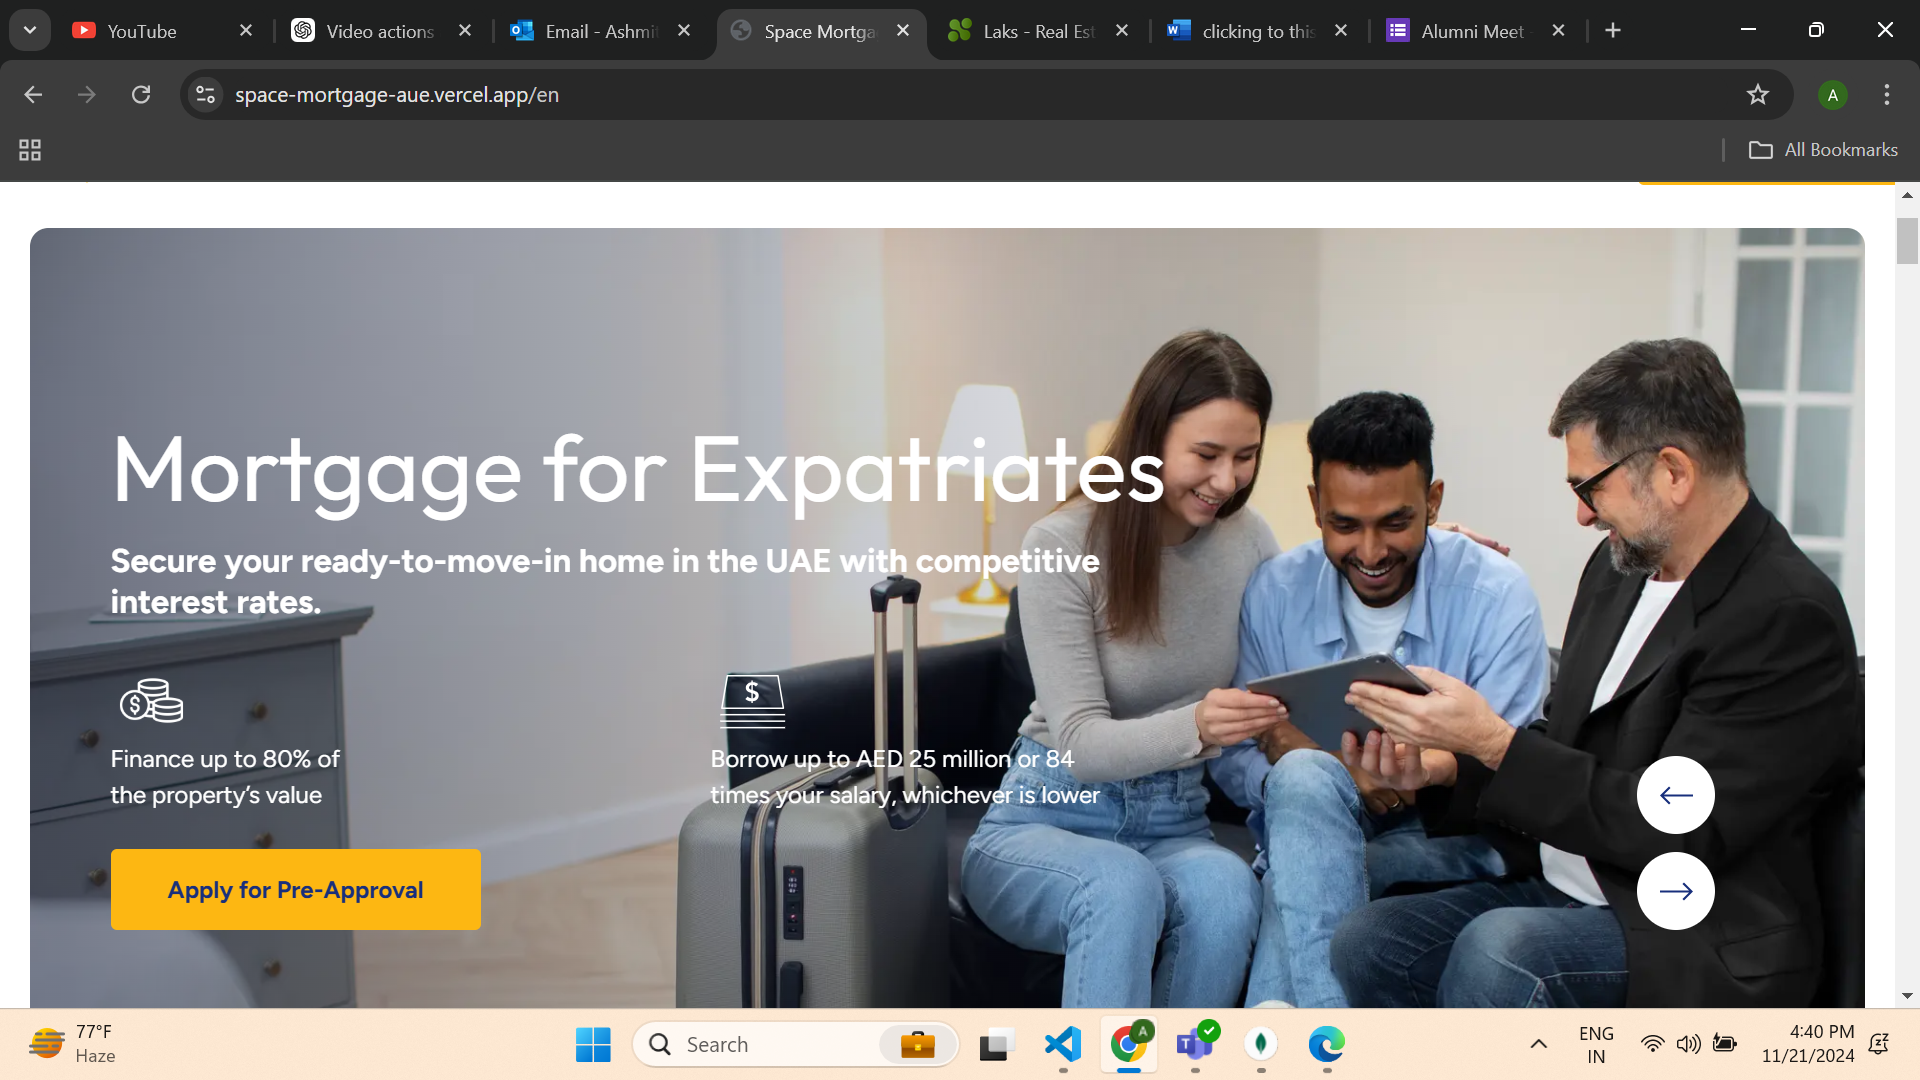 YouTube
Video actions
Email - Ashmit
Space Mortga
Laks - Real Est
clicking to this
Alumni Meet -
space-mortgage-aue.vercel.app/en
A
All Bookmarks
Mortgage for Expatriates
Secure your ready-to-move-in home in the UAE with competitive
interest rates.
$
$
Finance up to 80% of
the property’s value
Borrow up to AED 25 million or 84
times your salary, whichever is lower
Apply for Pre-Approval
77°F
Haze
Search
A
T
ENG
IN
4:40 PM
11/21/2024